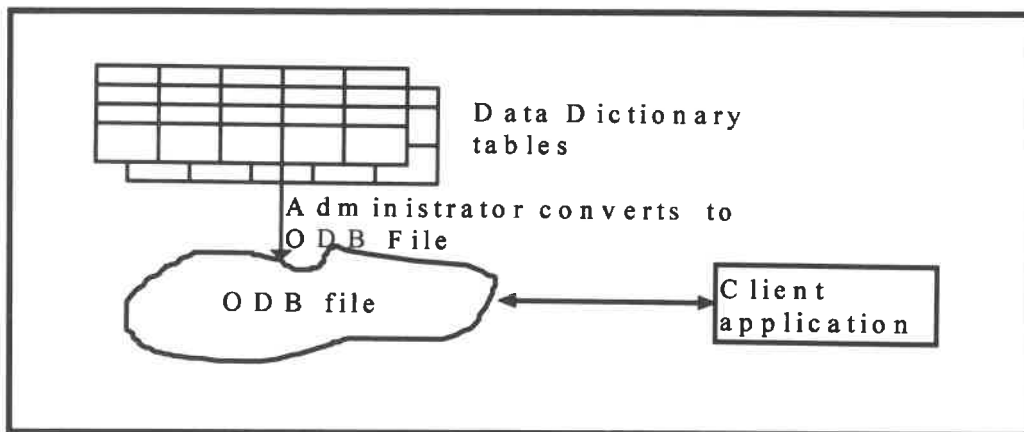 Data Dictionary
tables
Administrator converts to
ODB File
ODB file
Client
application